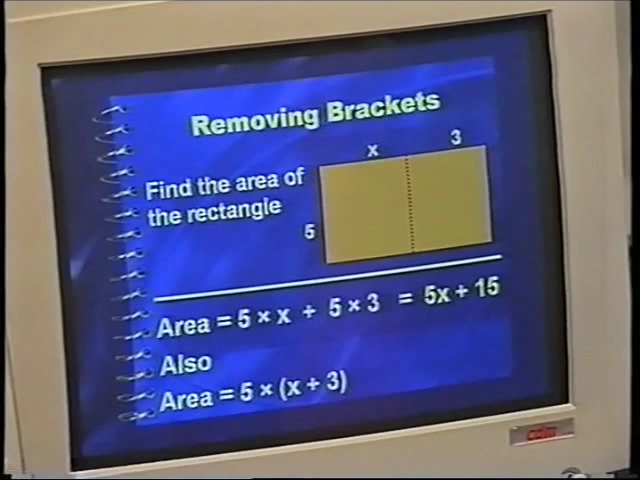 Removing Brackets
x 3
Find the area of
the rectangle
5
Area = 5 × x + 5 × 3 = 5x + 15
Also
Area = 5 × (x + 3)